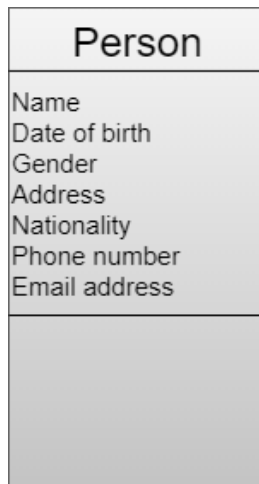 Person
Name
Date of birth
Gender
Address
Nationality
Phone number
Email address